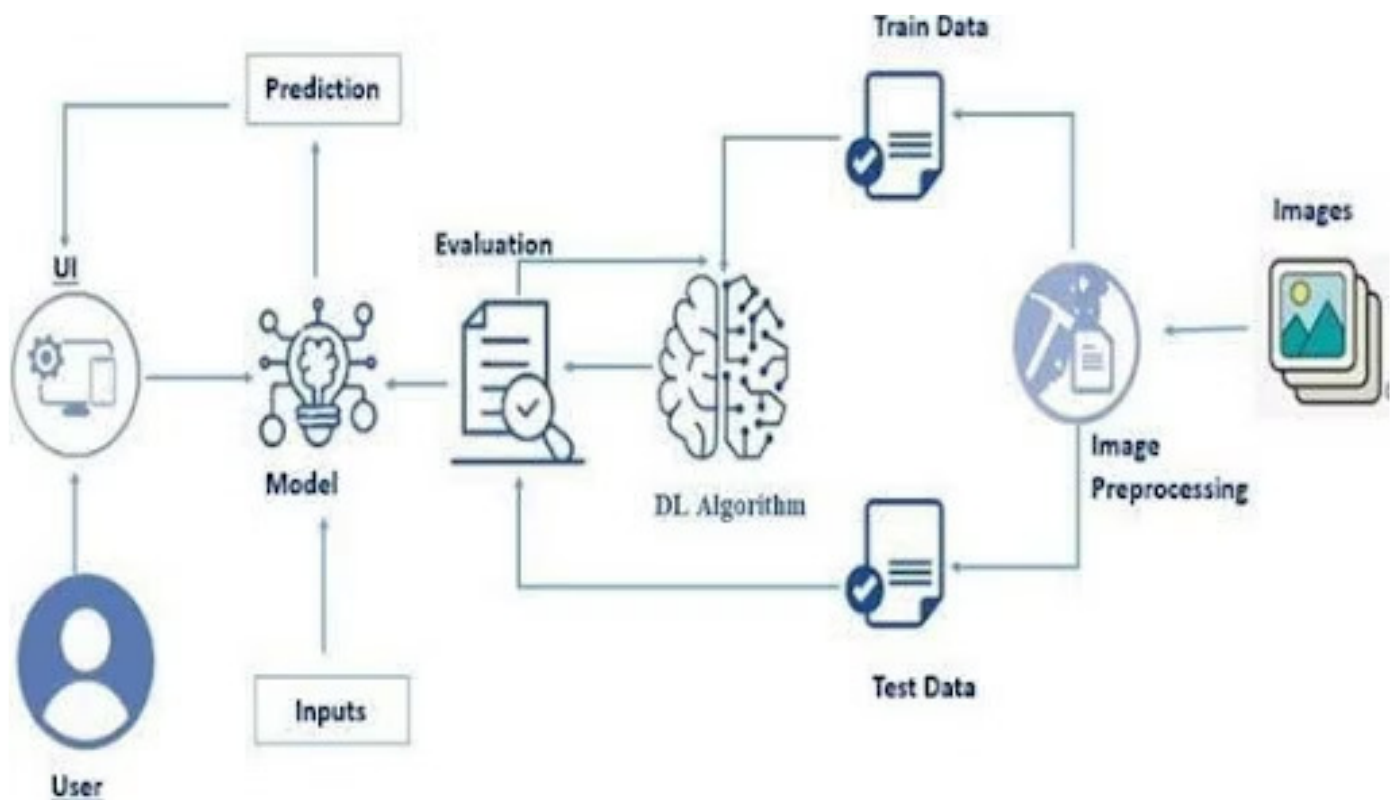 Train Data
Prediction
Images
Evaluation
UI
Image
Preprocessing
Model
DL Algorithm
Test Data
Inputs
User